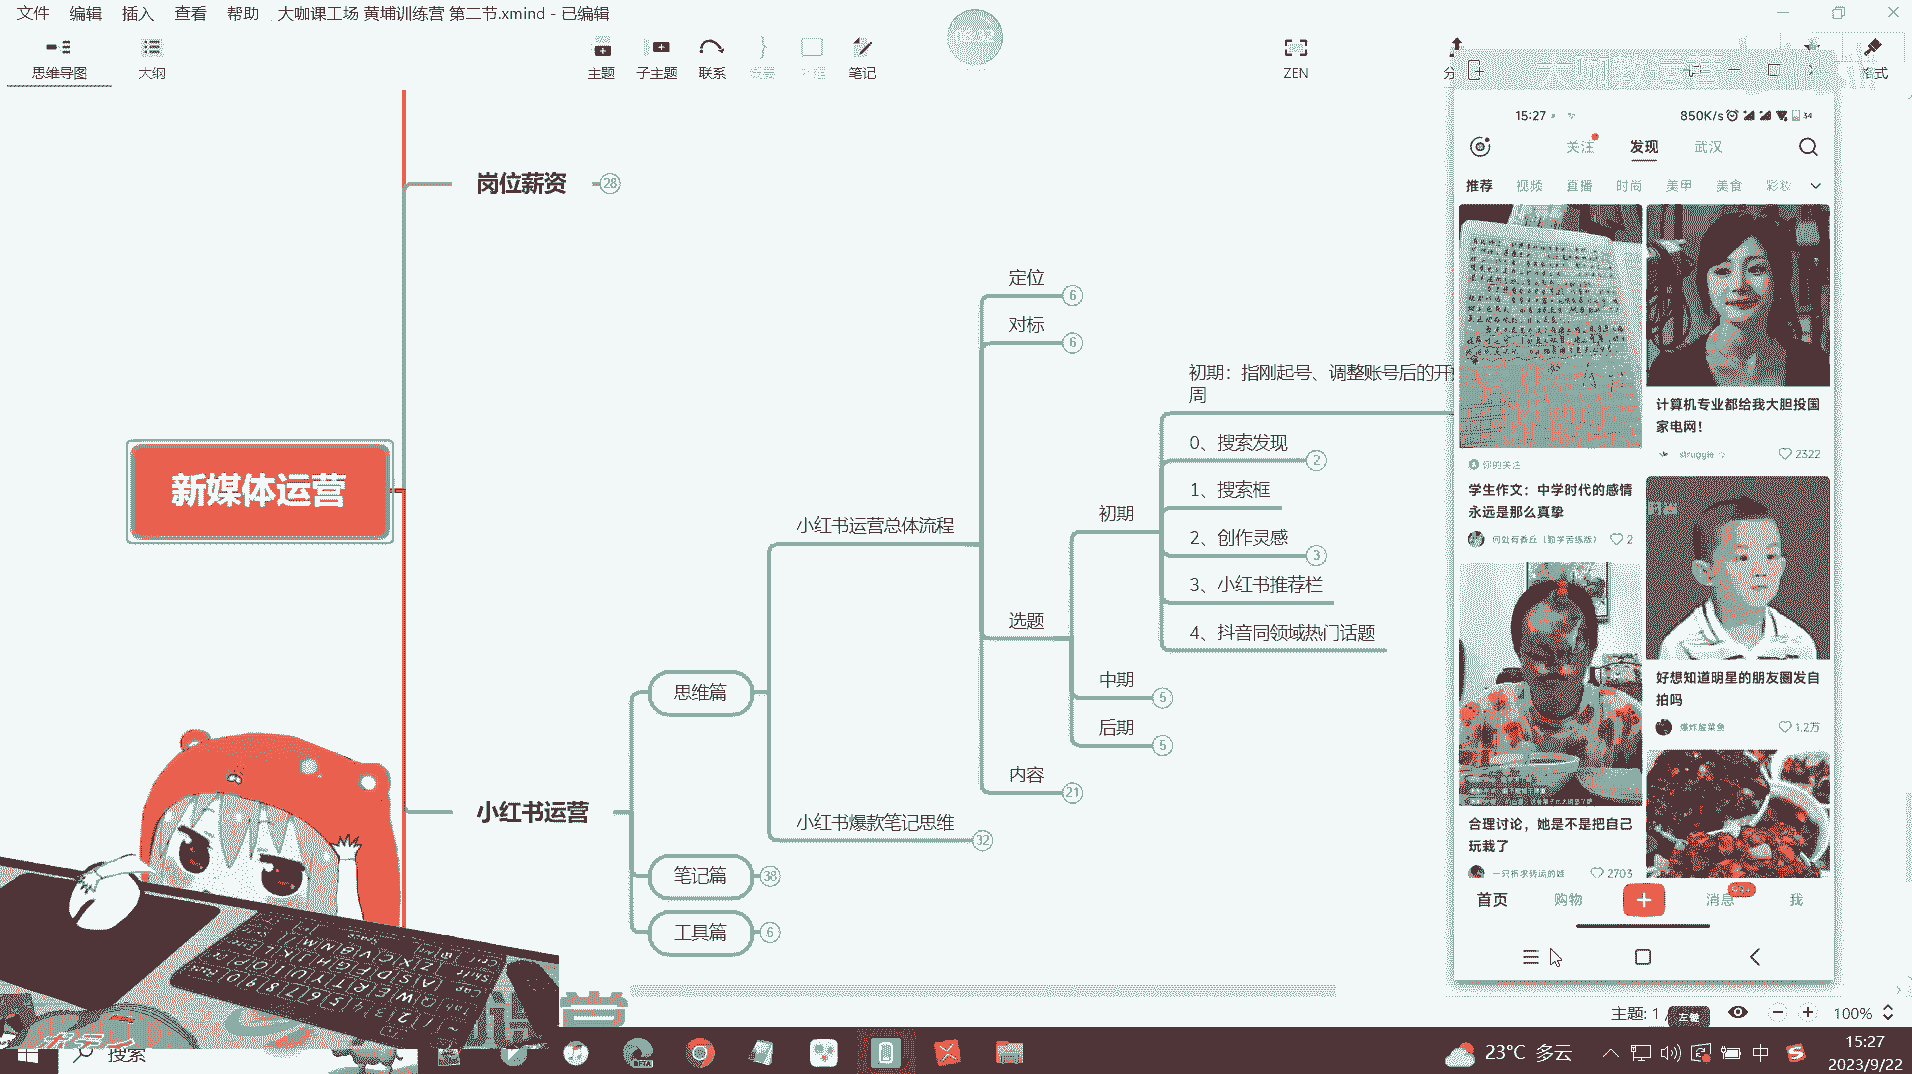 文件 编辑 插入 查看 帮助 大咖课工场 黄埔训练营 第二节.xmind - 已编辑
思维导图 大纲 主题 子主题 联系 笔记 ZEN
岗位薪资 28
定位 6
对标 6
初期：指刚起号、调整账号后的开
周
0、搜索发现 2
1、搜索框
2、创作灵感 3
3、小红书推荐栏
4、抖音同领域热门话题
初期
选题
中期 5
后期 5
内容 21
新媒体运营
小红书运营总体流程
小红书爆款笔记思维 32
小红书运营
思维篇
笔记篇 38
工具篇 6
15:27 850K/s 34
关注 发现 武汉
推荐 视频 直播 时尚 美甲 美食 彩妆
计算机专业都给我大胆投国
家电网！
struggle 2322
你的关注
学生作文：中学时代的感情
永远是那么真挚
2
好想知道明星的朋友圈发自
拍吗
1.2万
合理讨论，她是不是把自己
玩栽了
2703
首页 购物 消息 我
主题: 1 / 左键 100%
搜索
23°C 多云 中 15:27
2023/9/22